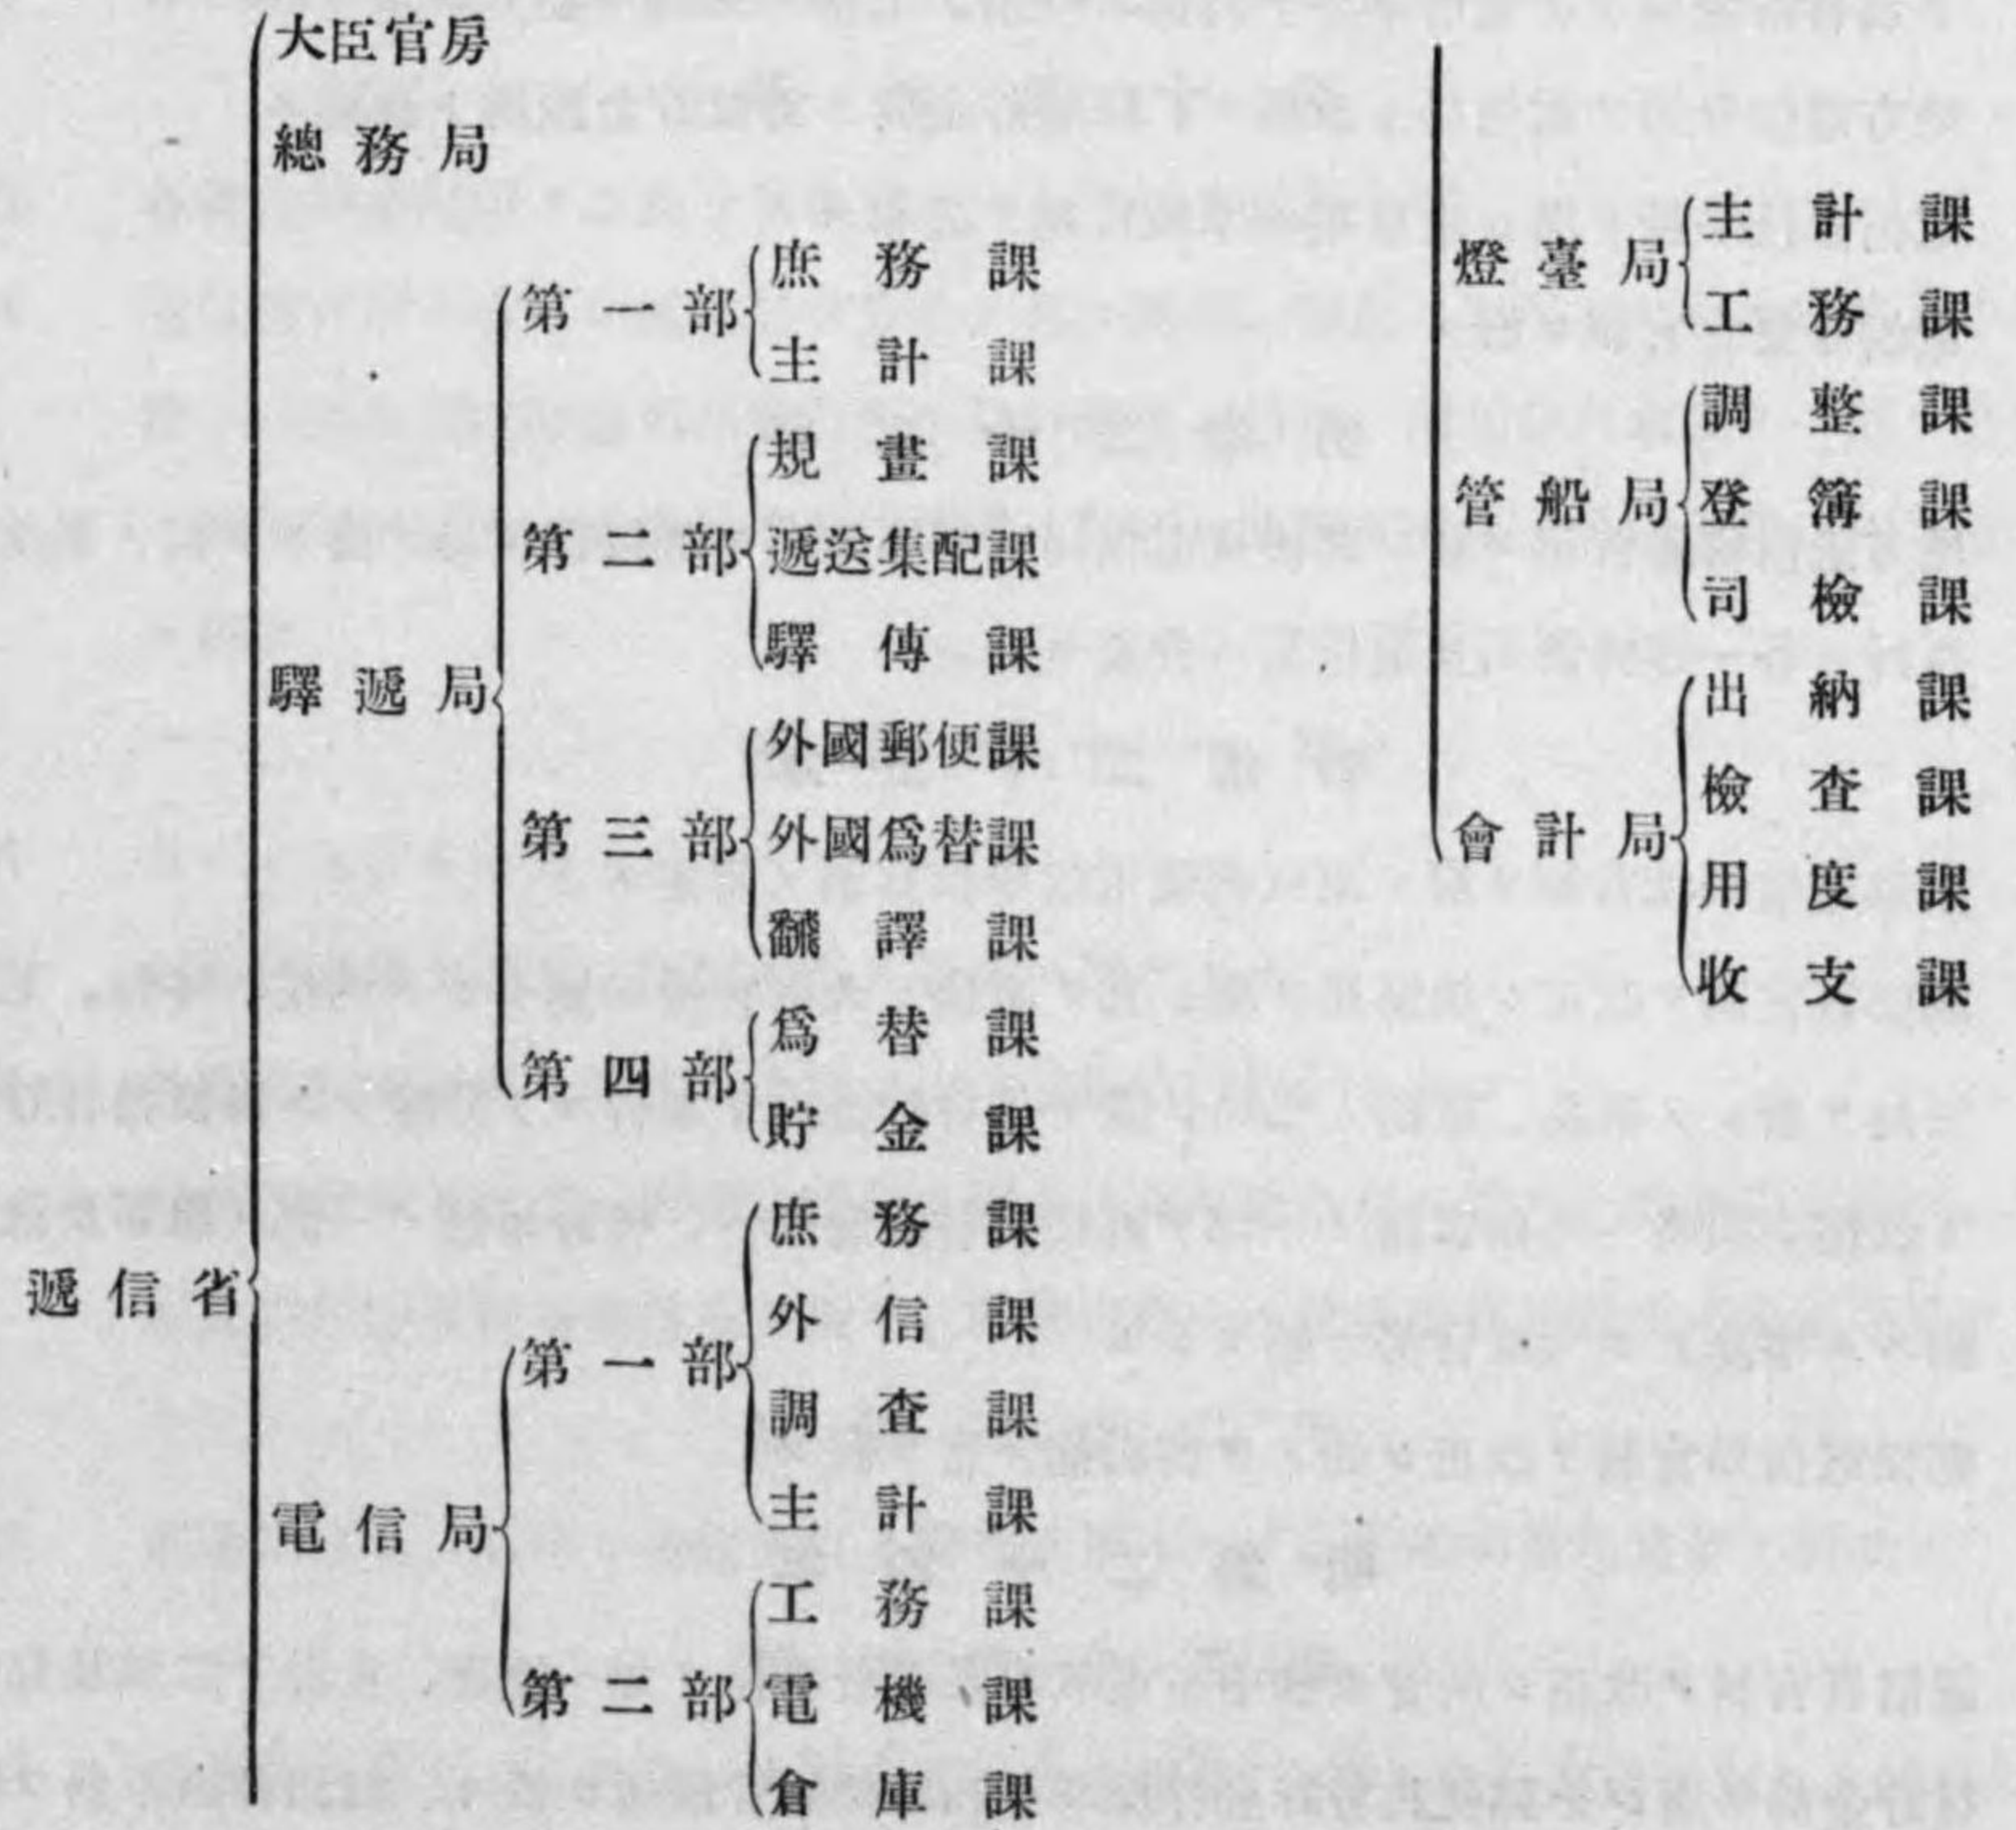 遞信省
大臣官房
總務局
驛遞局
第一部
庶務課
主計課
第二部
規畫課
遞送集配課
驛傳課
第三部
外國郵便課
外國爲替課
飜譯課
第四部
爲替課
貯金課
電信局
第一部
庶務課
外信課
調査課
主計課
第二部
工務課
電機課
倉庫課
燈臺局
主計課
工務課
管船局
調整課
登簿課
司檢課
會計局
出納課
檢査課
用度課
收支課